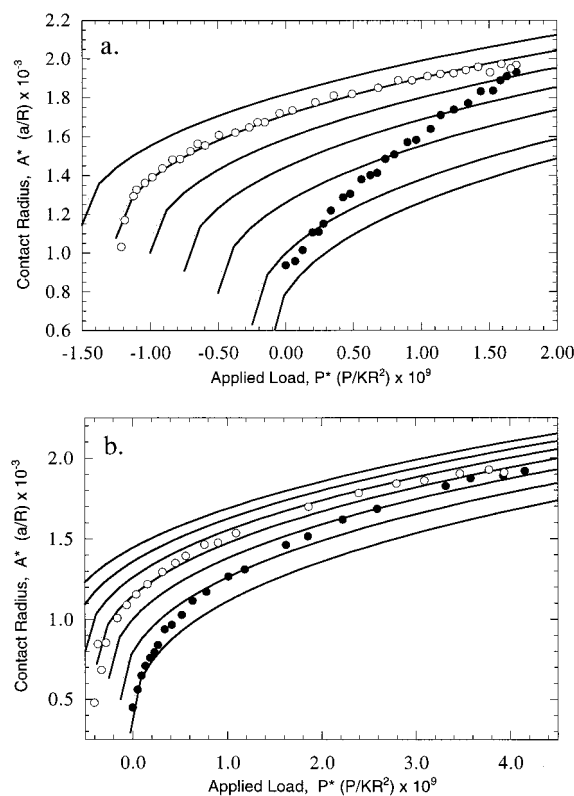 a.
2.2
2.0
1.8
1.6
1.4
1.2
1.0
0.8
0.6
Contact Radius, A* (a/R) x 10⁻³
-1.50 -1.00 -0.50 0.00 0.50 1.00 1.50 2.00
Applied Load, P* (P/KR²) x 10⁹
b.
2.0
1.5
1.0
0.5
Contact Radius, A* (a/R) x 10⁻³
0.0 1.0 2.0 3.0 4.0
Applied Load, P* (P/KR²) x 10⁹